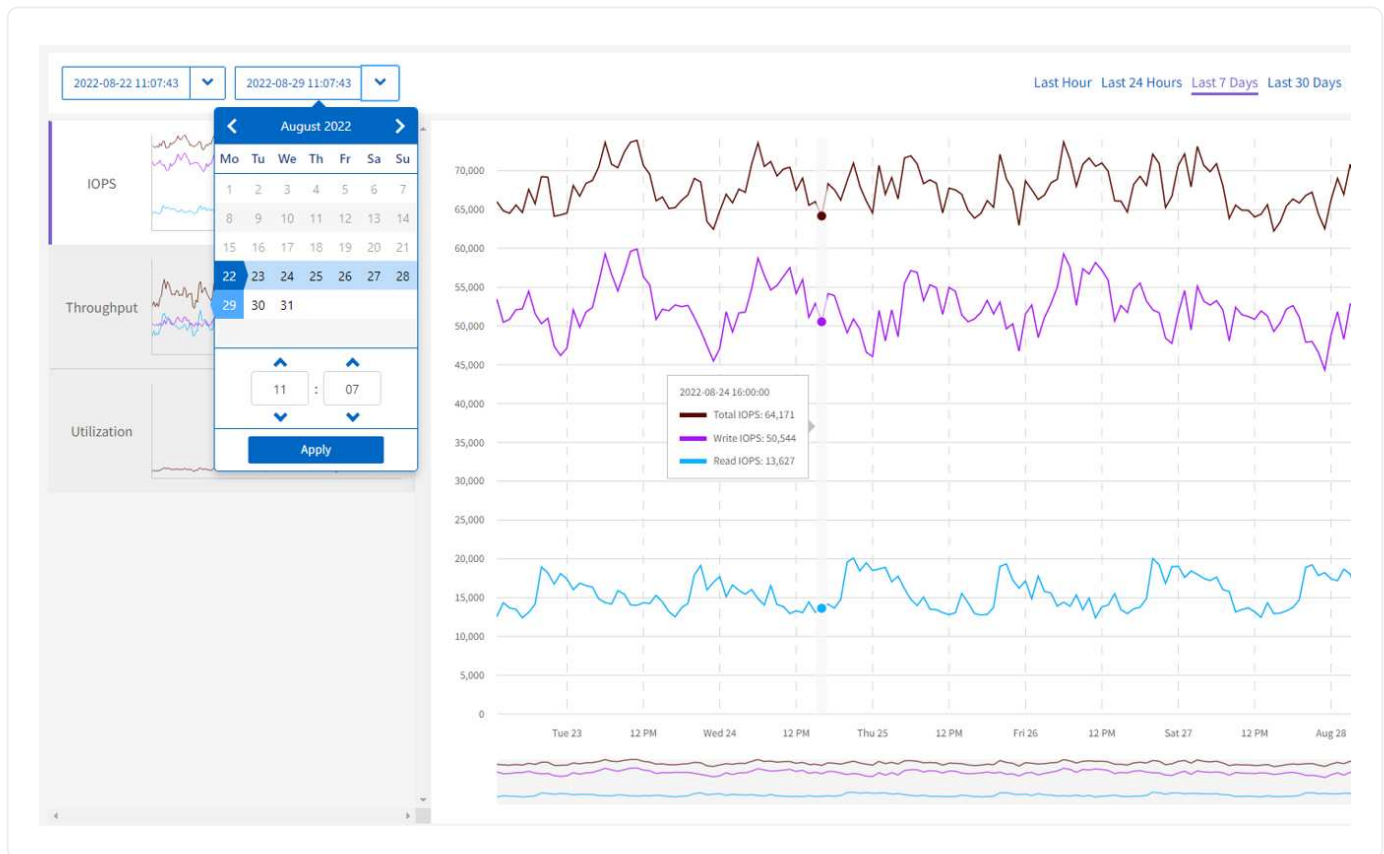 2022-08-22 11:07:43 2022-08-29 11:07:43 Last Hour Last 24 Hours Last 7 Days Last 30 Days
August 2022
Mo Tu We Th Fr Sa Su
1 2 3 4 5 6 7
8 9 10 11 12 13 14
15 16 17 18 19 20 21
22 23 24 25 26 27 28
29 30 31
11 : 07
Apply
IOPS
Throughput
Utilization
70,000
65,000
60,000
55,000
50,000
45,000
40,000
35,000
30,000
25,000
20,000
15,000
10,000
5,000
0
2022-08-24 16:00:00
Total IOPS: 64,171
Write IOPS: 50,544
Read IOPS: 13,627
Tue 23 12 PM Wed 24 12 PM Thu 25 12 PM Fri 26 12 PM Sat 27 12 PM Aug 28